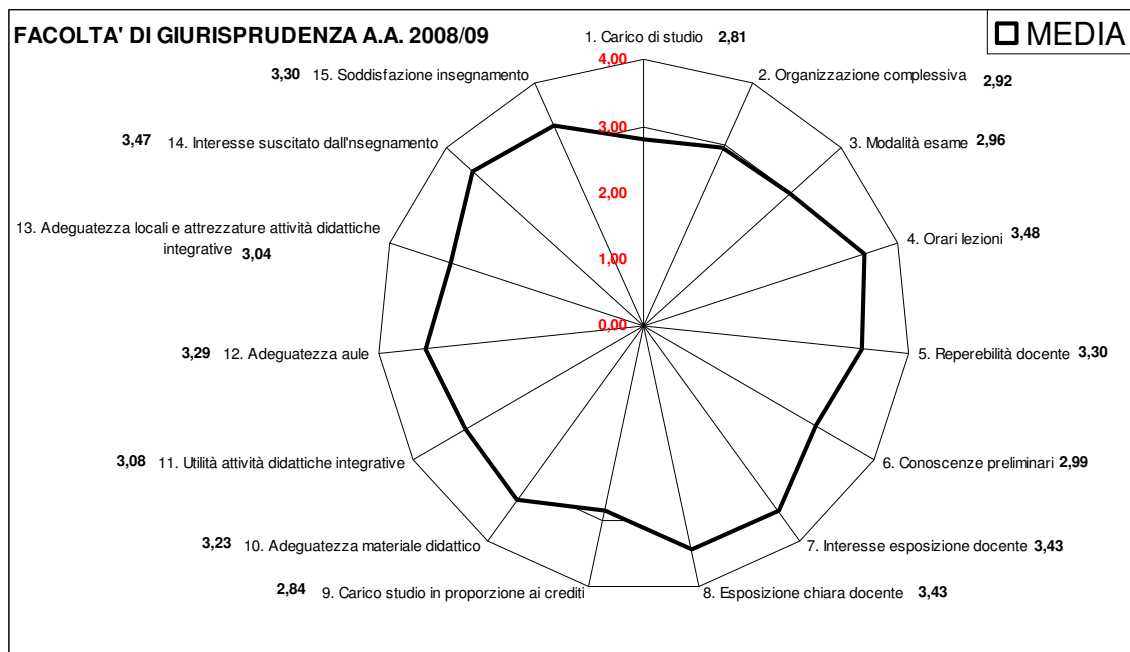 FACOLTA' DI GIURISPRUDENZA A.A. 2008/09
MEDIA
1. Carico di studio 2,81
2. Organizzazione complessiva 2,92
3. Modalità esame 2,96
4. Orari lezioni 3,48
5. Reperebilità docente 3,30
6. Conoscenze preliminari 2,99
7. Interesse esposizione docente 3,43
8. Esposizione chiara docente 3,43
2,84 9. Carico studio in proporzione ai crediti
3,23 10. Adeguatezza materiale didattico
3,08 11. Utilità attività didattiche integrative
3,29 12. Adeguatezza aule
13. Adeguatezza locali e attrezzature attività didattiche
integrative 3,04
3,47 14. Interesse suscitato dall'nsegnamento
3,30 15. Soddisfazione insegnamento
4,00
3,00
2,00
1,00
0,00